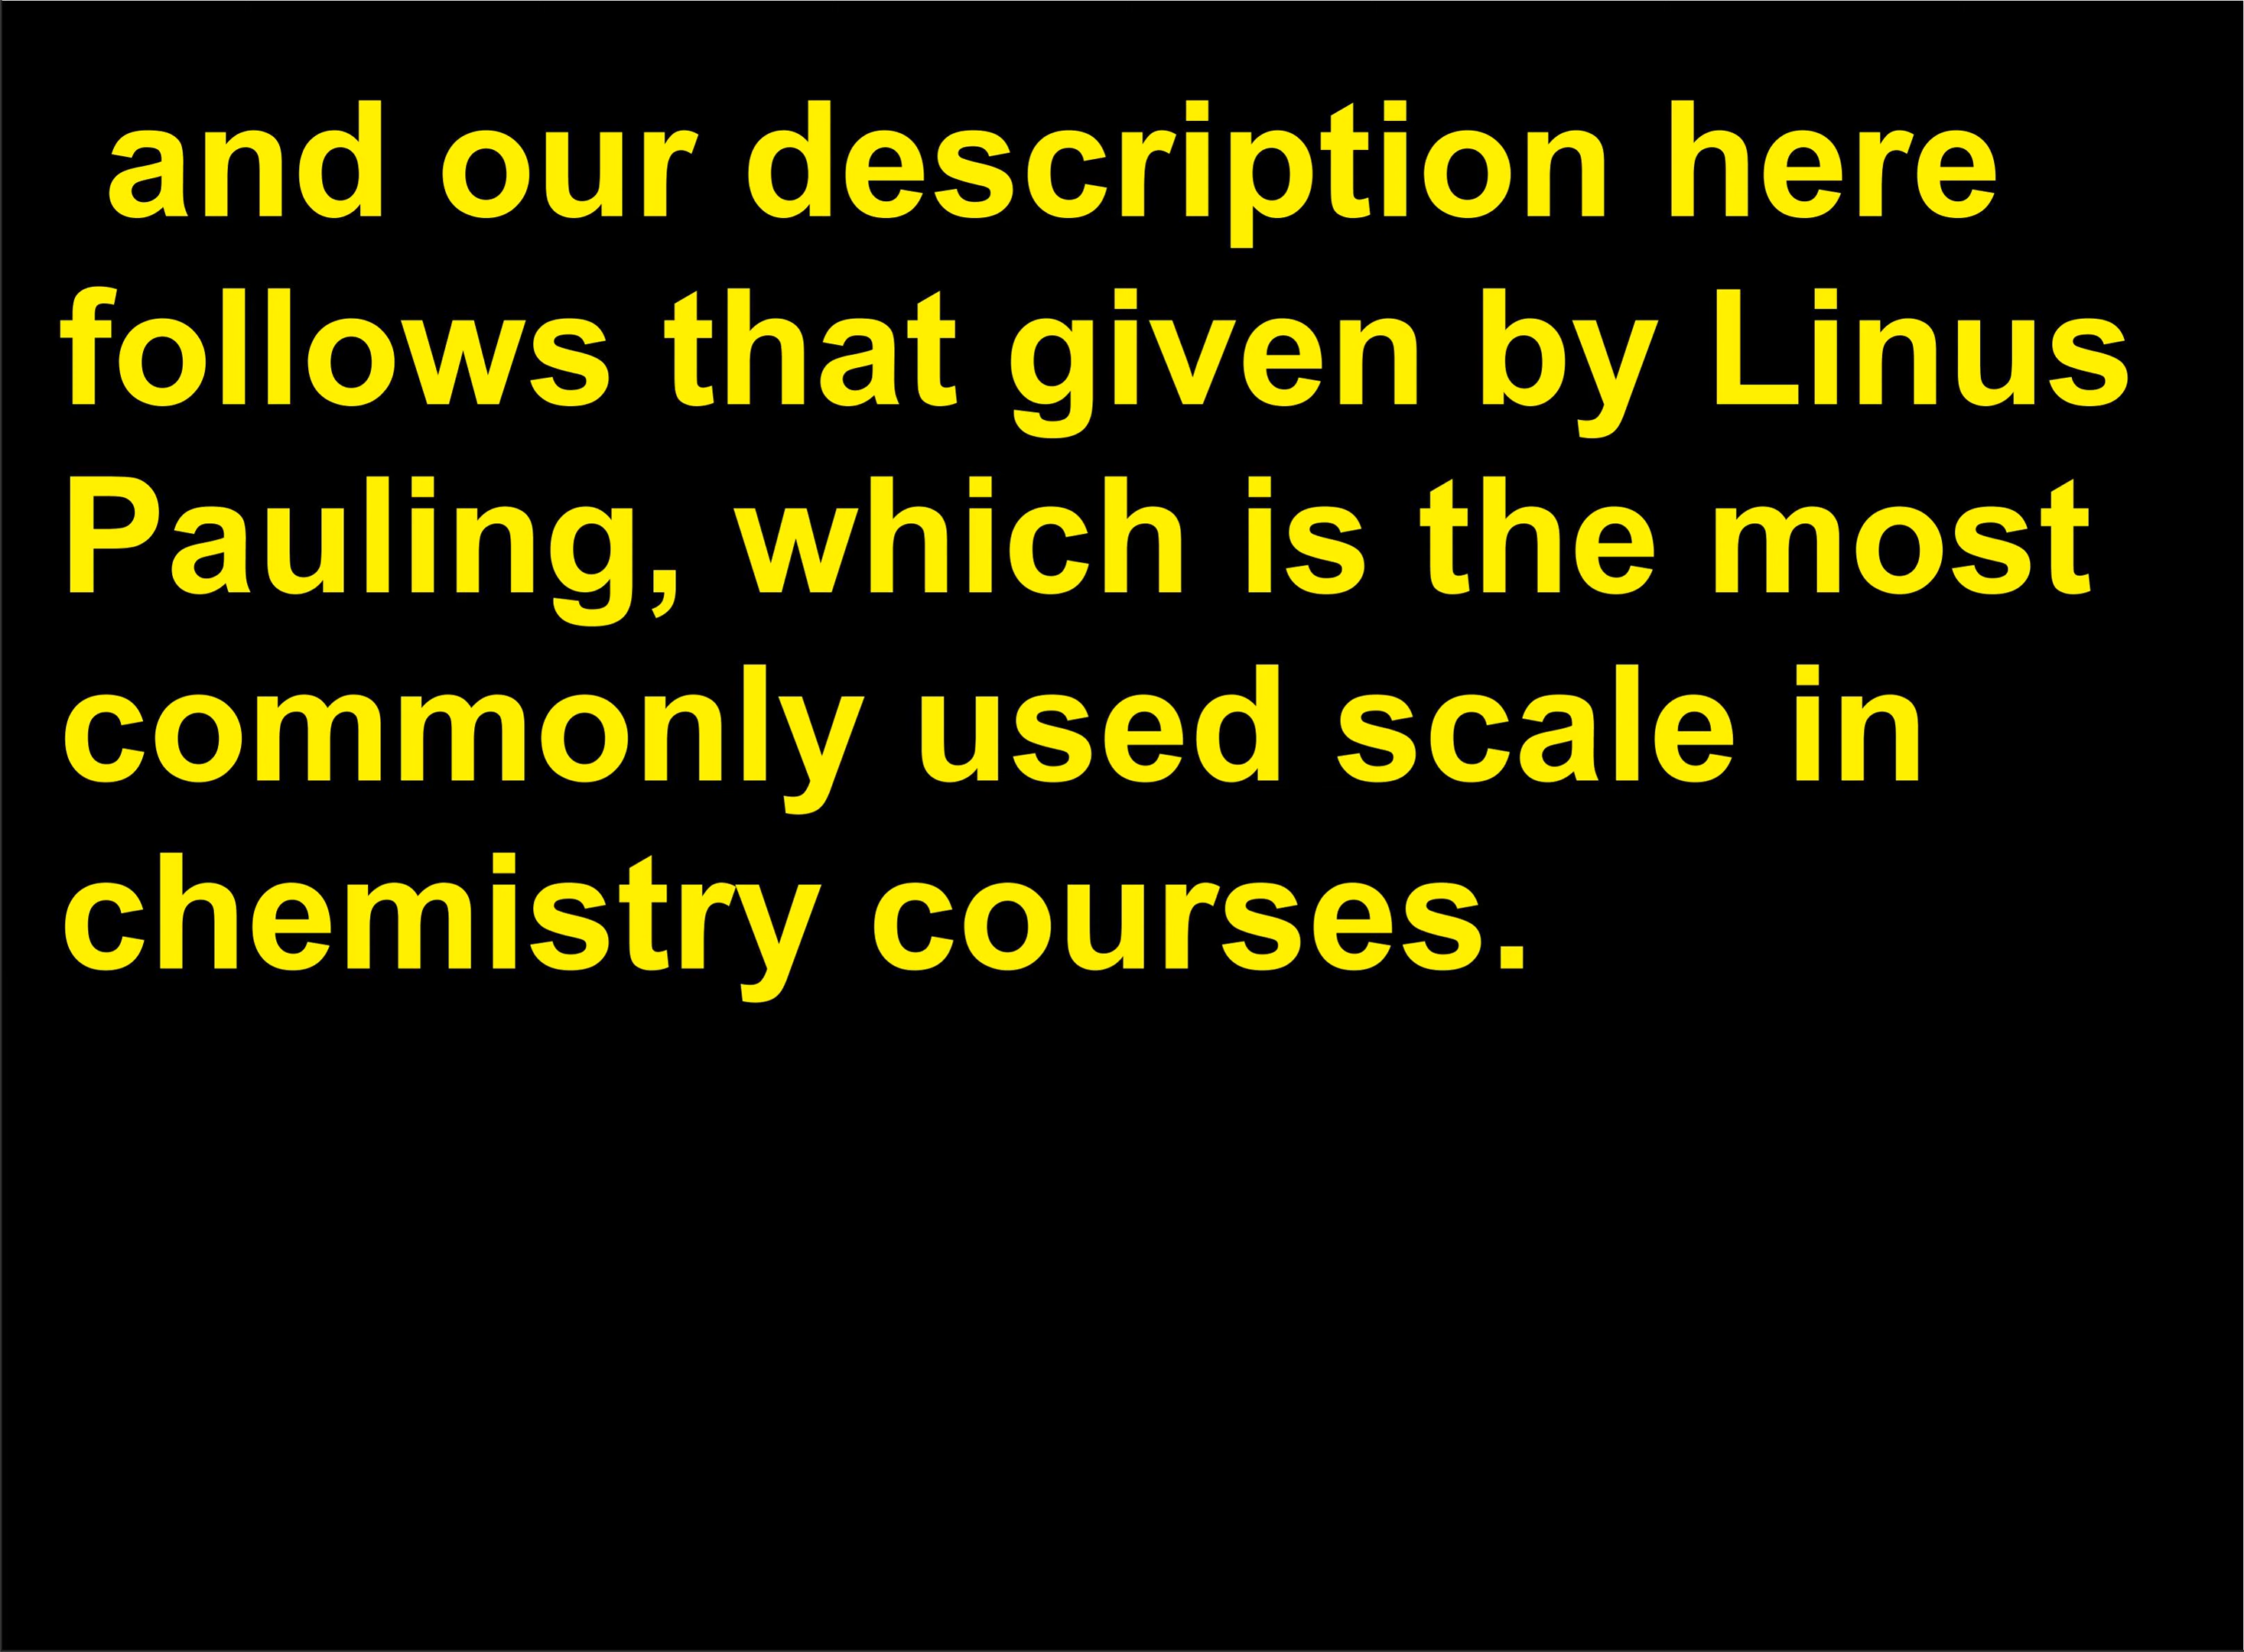 and our description here
follows that given by Linus
Pauling, which is the most
commonly used scale in
chemistry courses.